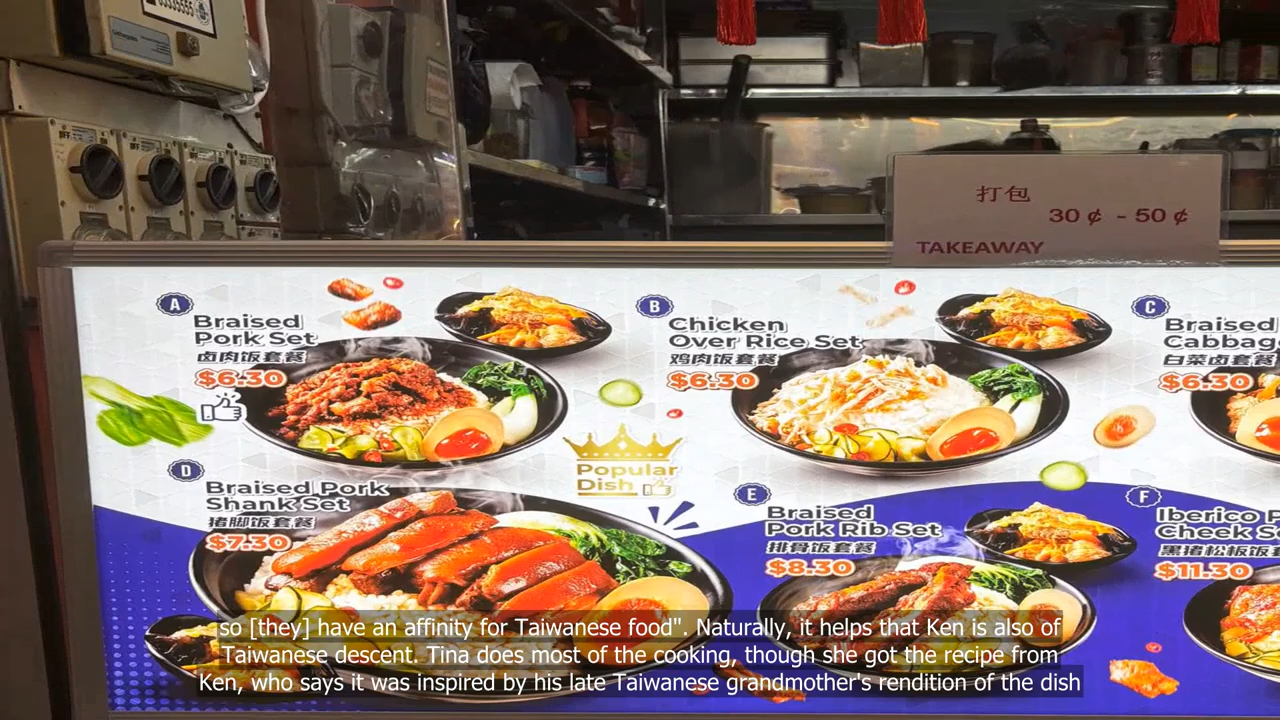 03335555
OFF
打包
30¢ - 50¢
TAKEAWAY
A
Braised
Pork Set
卤肉饭套餐
$6.30
B
Chicken
Over Rice Set
鸡肉饭套餐
$6.30
C
Braised
Cabbag
白菜卤套餐
$6.30
Popular
Dish
D
Braised Pork
Shank Set
猪脚饭套餐
$7.30
E
Braised
Pork Rib Set
排骨饭套餐
$8.30
F
Iberico P
Cheek S
黑猪松板饭套
$11.30
so [they] have an affinity for Taiwanese food". Naturally, it helps that Ken is also of
Taiwanese descent. Tina does most of the cooking, though she got the recipe from
Ken, who says it was inspired by his late Taiwanese grandmother's rendition of the dish